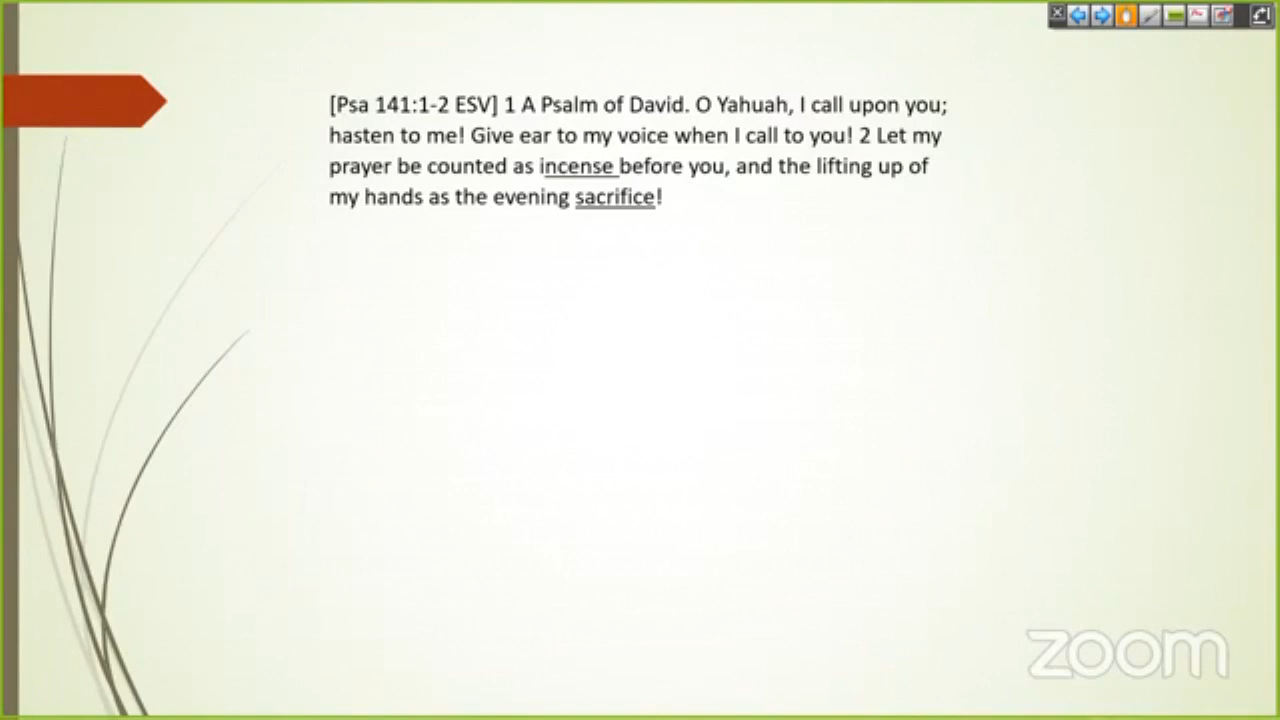 [Psa 141:1-2 ESV] 1 A Psalm of David. O Yahuah, I call upon you;
hasten to me! Give ear to my voice when I call to you! 2 Let my
prayer be counted as incense before you, and the lifting up of
my hands as the evening sacrifice!
zoom